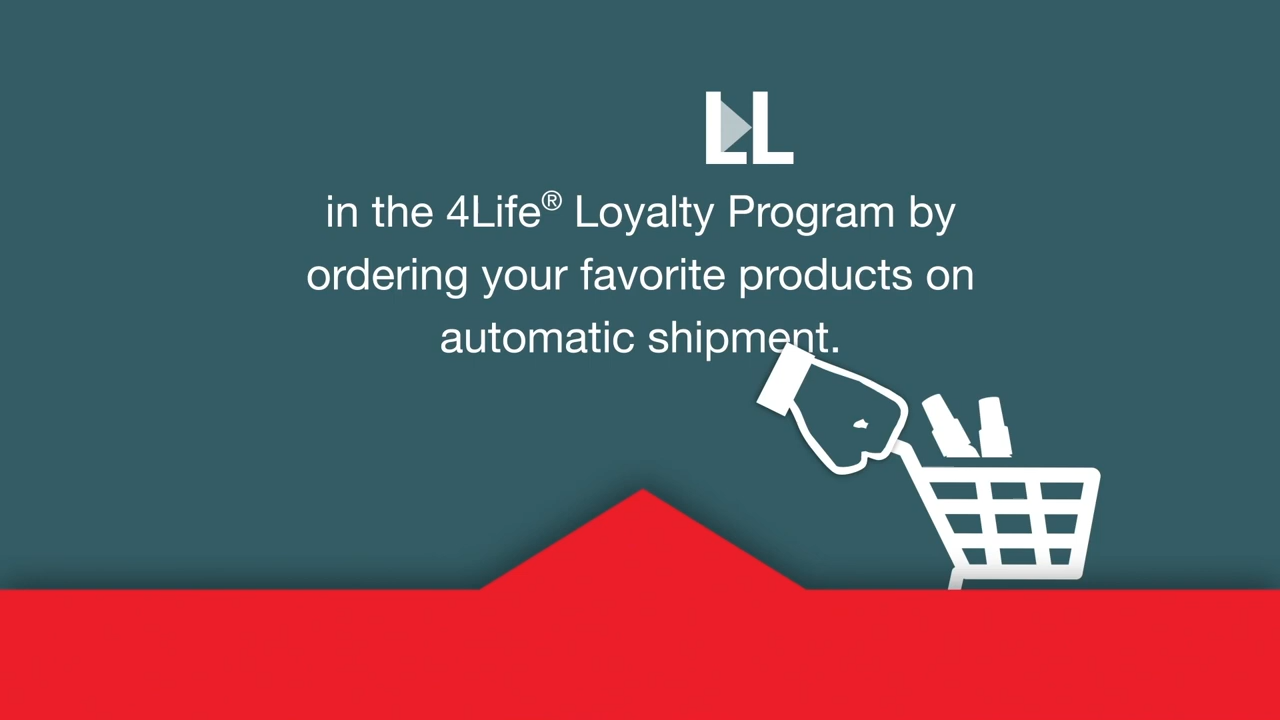 LL
in the 4Life® Loyalty Program by
ordering your favorite products on
automatic shipment.